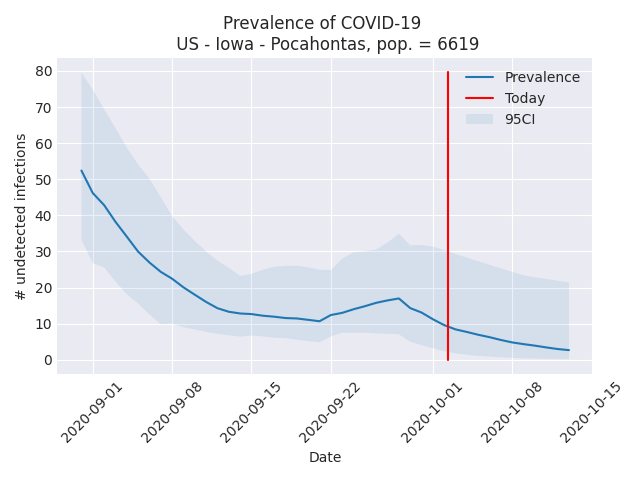 Prevalence of COVID-19
US - Iowa - Pocahontas, pop. = 6619
# undetected infections
80
70
60
50
40
30
20
10
0
Prevalence
Today
95CI
2020-09-01
2020-09-08
2020-09-15
2020-09-22
2020-10-01
2020-10-08
2020-10-15
Date